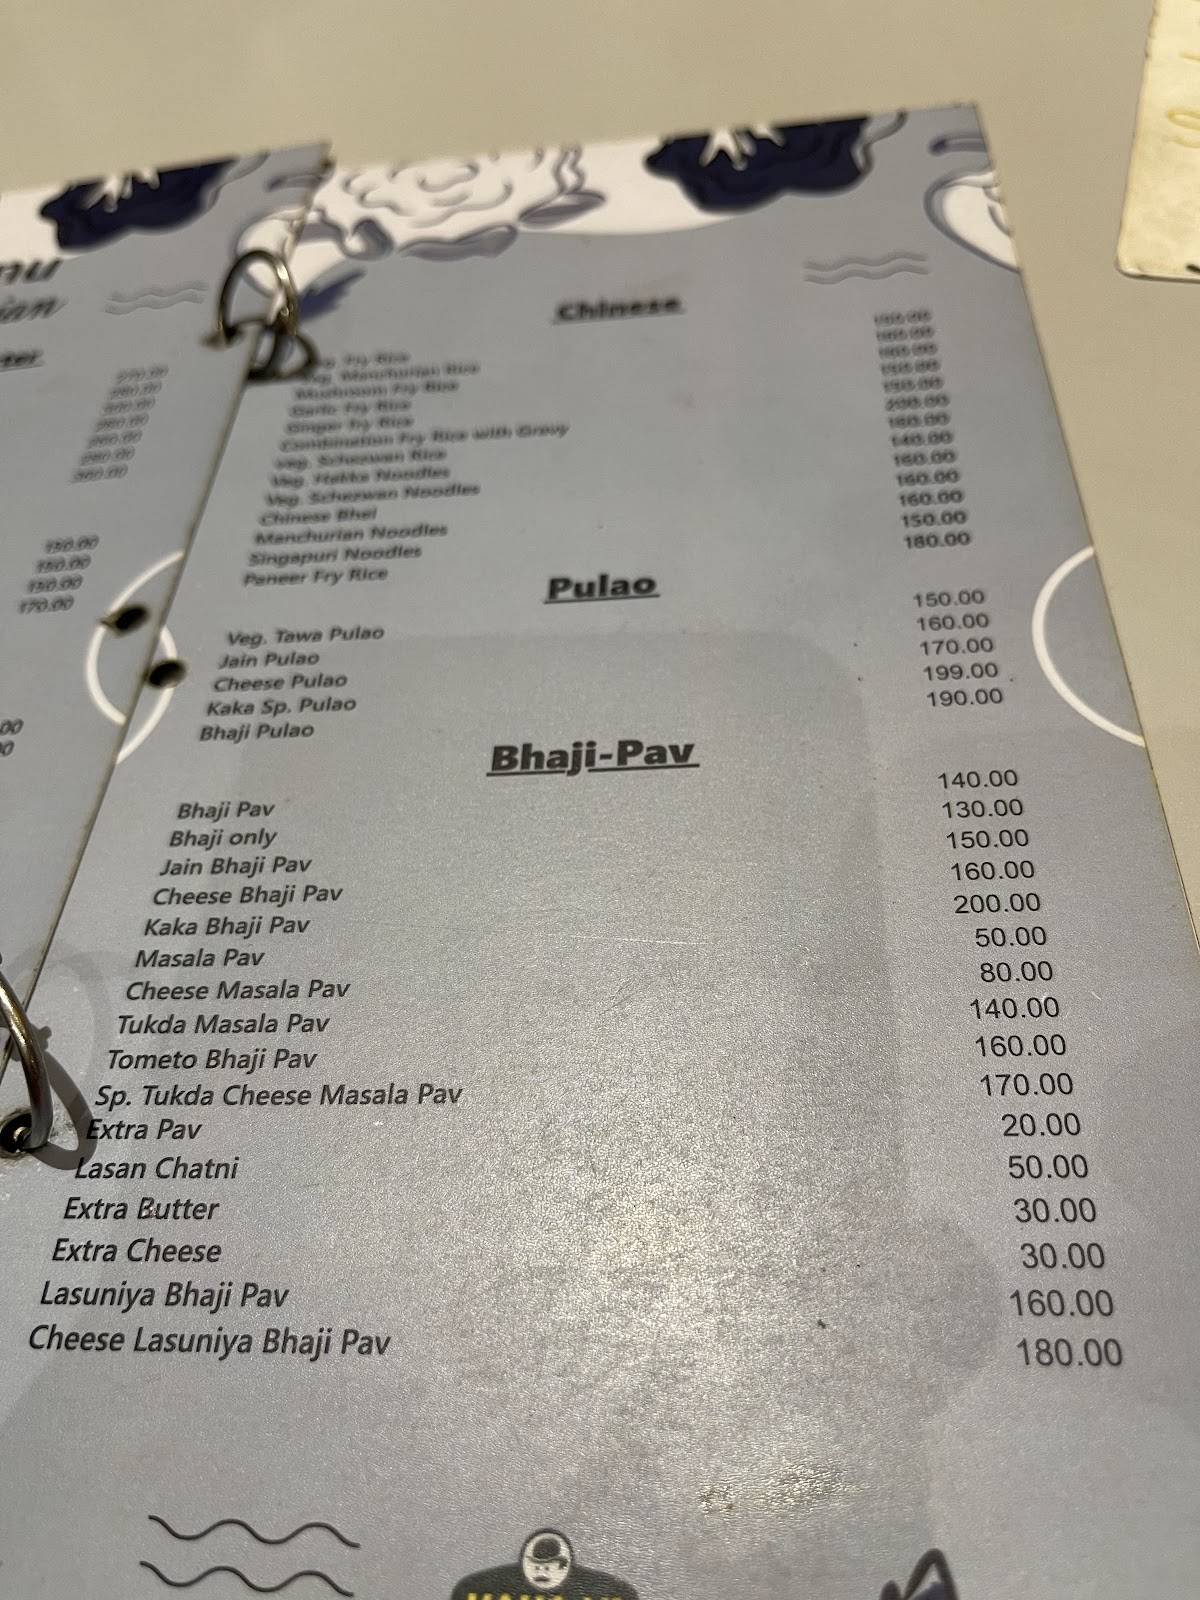 Chinese
Fry Rice
Veg. Manchurian Rice
Mushroom Fry Rice
Garlic Fry Rice
Ginger fry Rice
Combination Fry Rice with Gravy 200.00
Veg. Schezwan Rice 160.00
Veg. Hakka Noodles 140.00
Veg. Schezwan Noodles 160.00
Chinese Bhel 160.00
Manchurian Noodles 160.00
Singapuri Noodles 150.00
Paneer Fry Rice 180.00
Pulao
Veg. Tawa Pulao 150.00
Jain Pulao 160.00
Cheese Pulao 170.00
Kaka Sp. Pulao 199.00
Bhaji Pulao 190.00
Bhaji-Pav
Bhaji Pav 140.00
Bhaji only 130.00
Jain Bhaji Pav 150.00
Cheese Bhaji Pav 160.00
Kaka Bhaji Pav 200.00
Masala Pav 50.00
Cheese Masala Pav 80.00
Tukda Masala Pav 140.00
Tometo Bhaji Pav 160.00
Sp. Tukda Cheese Masala Pav 170.00
Extra Pav 20.00
Lasan Chatni 50.00
Extra Butter 30.00
Extra Cheese 30.00
Lasuniya Bhaji Pav 160.00
Cheese Lasuniya Bhaji Pav 180.00